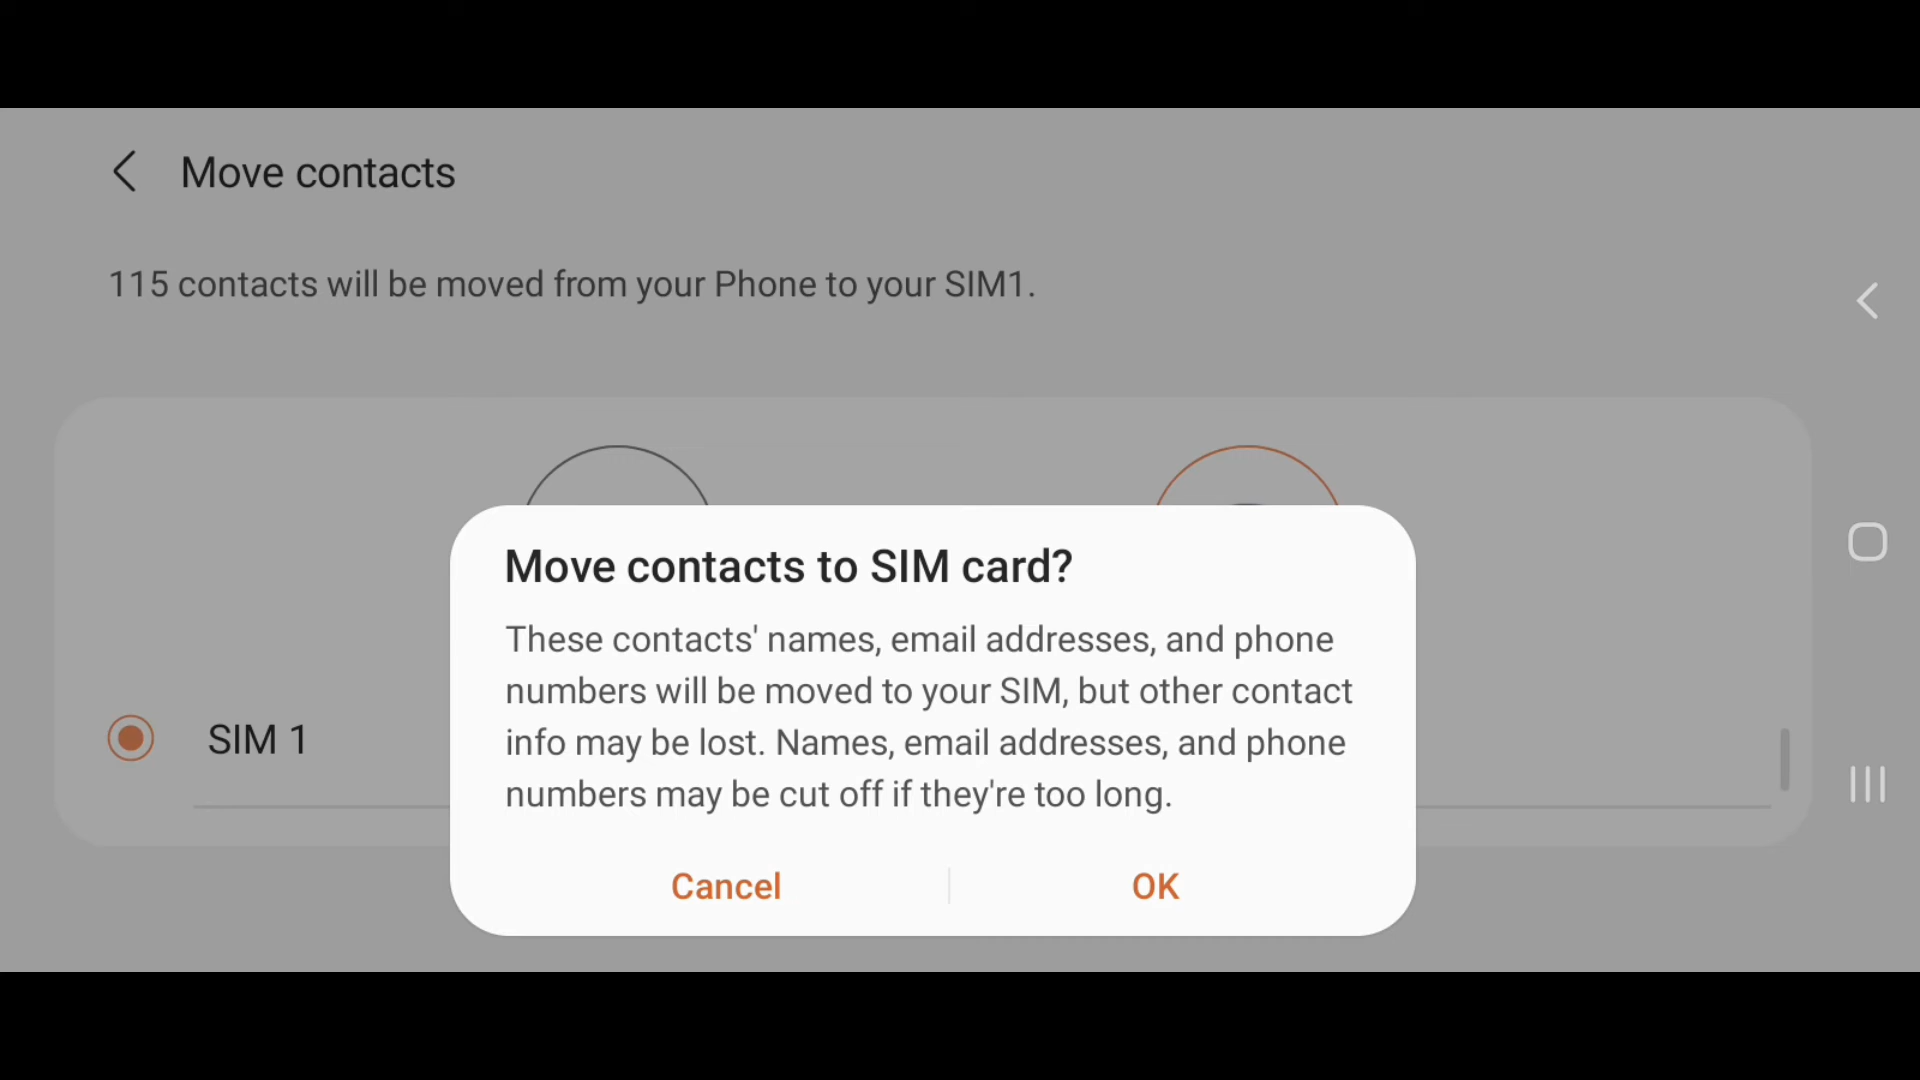 Move contacts
115 contacts will be moved from your Phone to your SIM1.
Move contacts to SIM card?
These contacts' names, email addresses, and phone
numbers will be moved to your SIM, but other contact
info may be lost. Names, email addresses, and phone
numbers may be cut off if they're too long.
SIM 1
Cancel
OK